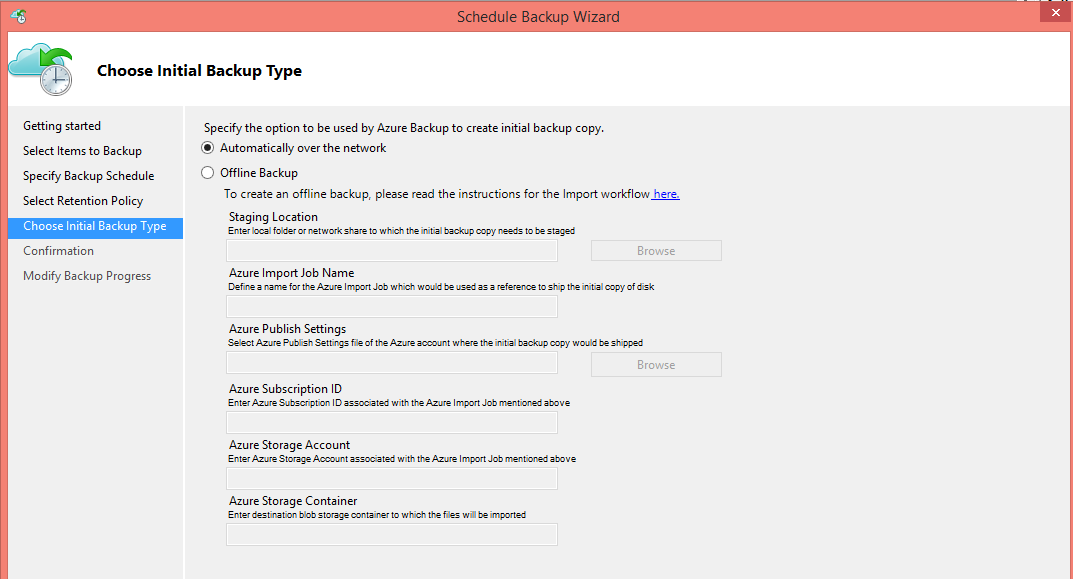 Schedule Backup Wizard
Choose Initial Backup Type
Getting started
Select Items to Backup
Specify Backup Schedule
Select Retention Policy
Choose Initial Backup Type
Confirmation
Modify Backup Progress
Specify the option to be used by Azure Backup to create initial backup copy.
Automatically over the network
Offline Backup
To create an offline backup, please read the instructions for the Import workflow here.
Staging Location
Enter local folder or network share to which the initial backup copy needs to be staged
Browse
Azure Import Job Name
Define a name for the Azure Import Job which would be used as a reference to ship the initial copy of disk
Azure Publish Settings
Select Azure Publish Settings file of the Azure account where the initial backup copy would be shipped
Browse
Azure Subscription ID
Enter Azure Subscription ID associated with the Azure Import Job mentioned above
Azure Storage Account
Enter Azure Storage Account associated with the Azure Import Job mentioned above
Azure Storage Container
Enter destination blob storage container to which the files will be imported